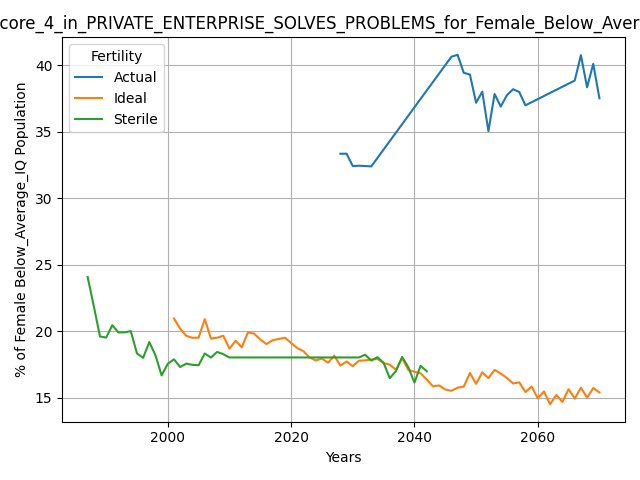 core_4_in_PRIVATE_ENTERPRISE_SOLVES_PROBLEMS_for_Female_Below_Aver
Fertility
Actual
Ideal
Sterile
% of Female Below_Average_IQ Population
40
35
30
25
20
15
2000
2020
2040
2060
Years